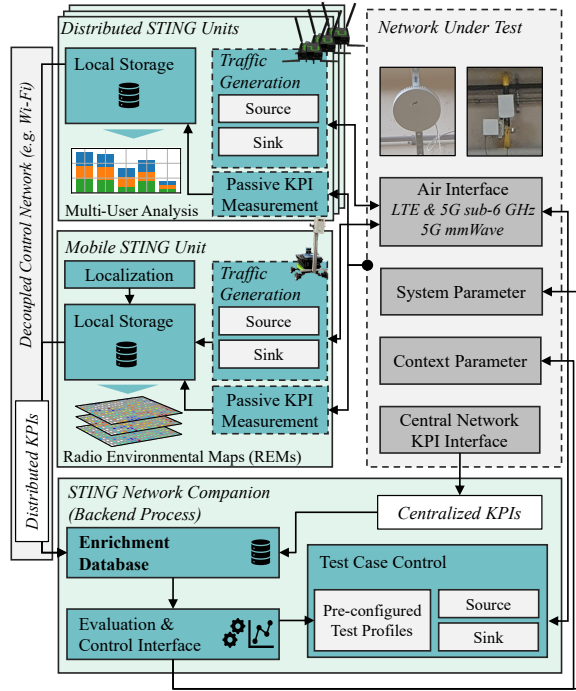 Distributed STING Units
Local Storage
Traffic
Generation
Source
Sink
Passive KPI
Measurement
Multi-User Analysis
Mobile STING Unit
Localization
Local Storage
Traffic
Generation
Source
Sink
Passive KPI
Measurement
Radio Environmental Maps (REMs)
Decoupled Control Network (e.g. Wi-Fi)
Distributed KPIs
Network Under Test
Air Interface
LTE & 5G sub-6 GHz
5G mmWave
System Parameter
Context Parameter
Central Network
KPI Interface
Centralized KPIs
STING Network Companion
(Backend Process)
Enrichment
Database
Evaluation &
Control Interface
Test Case Control
Pre-configured
Test Profiles
Source
Sink